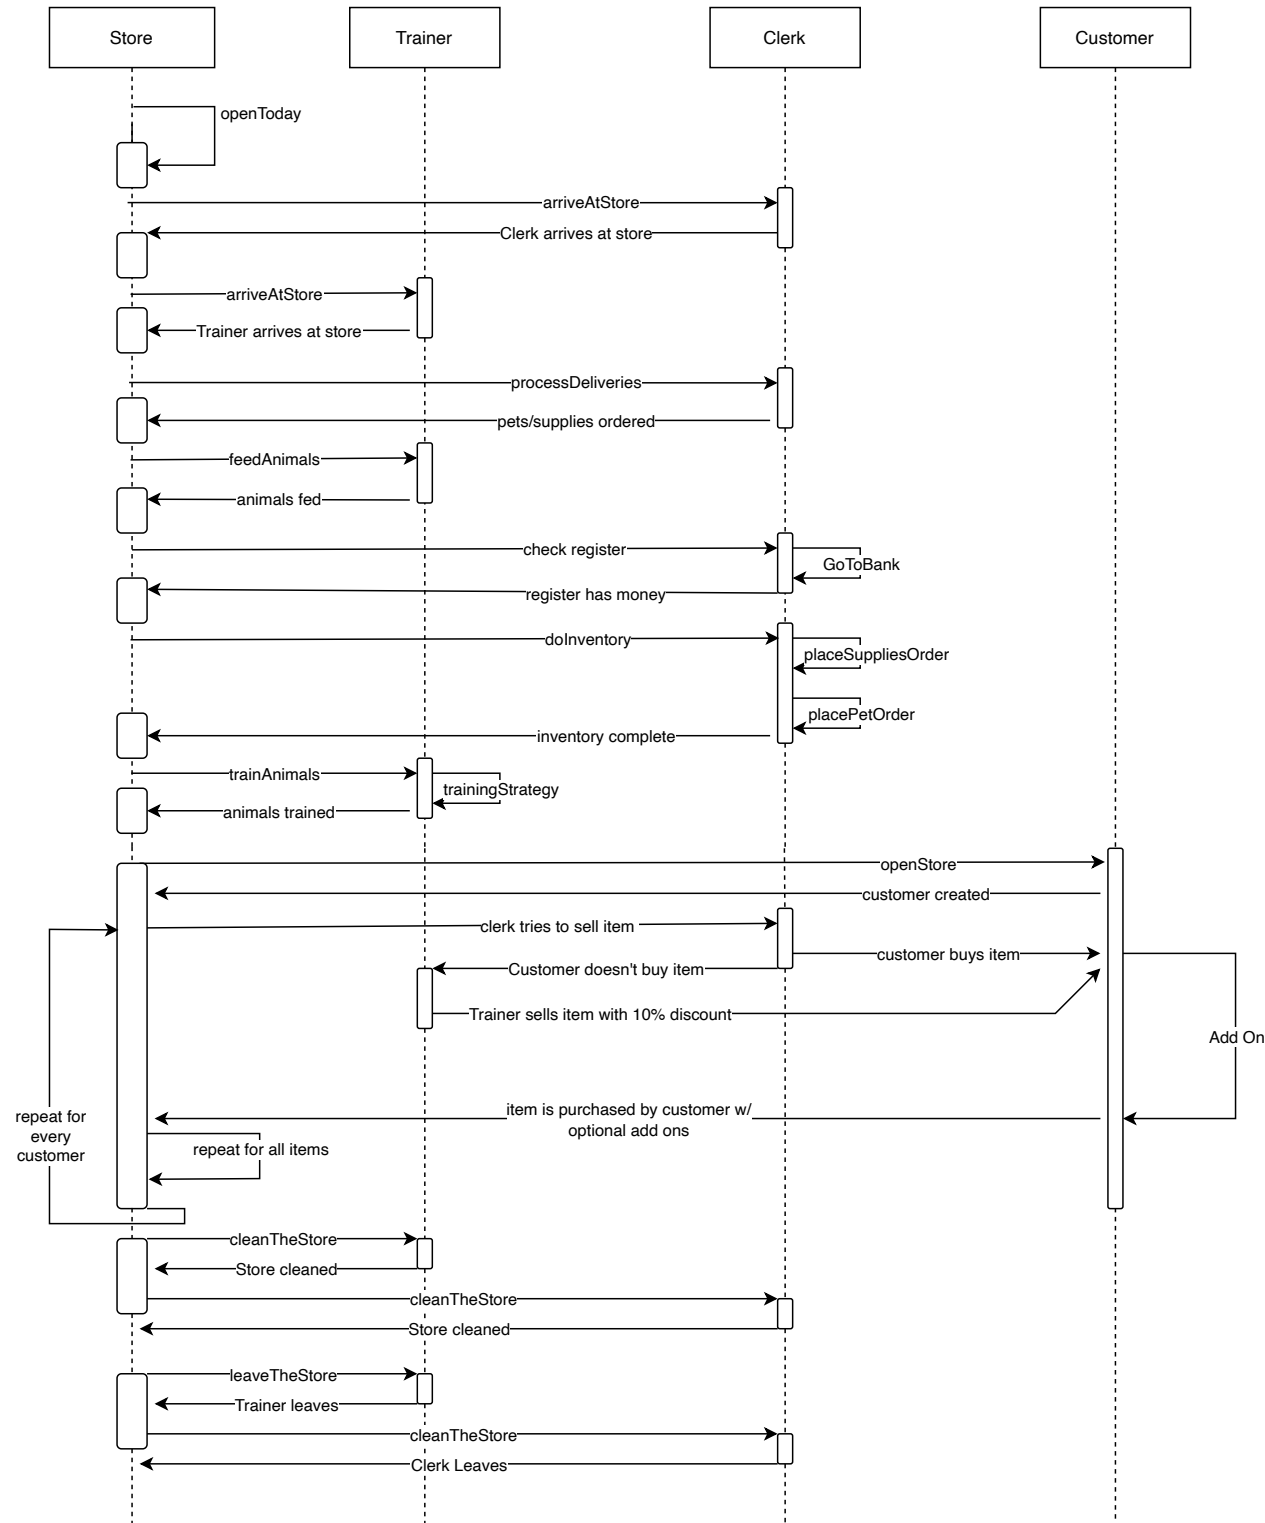 Store
Trainer
Clerk
Customer
openToday
arriveAtStore
Clerk arrives at store
arriveAtStore
Trainer arrives at store
processDeliveries
pets/supplies ordered
feedAnimals
animals fed
check register
GoToBank
register has money
doInventory
placeSuppliesOrder
placePetOrder
inventory complete
trainAnimals
trainingStrategy
animals trained
openStore
customer created
clerk tries to sell item
customer buys item
Customer doesn't buy item
Trainer sells item with 10% discount
Add On
item is purchased by customer w/
optional add ons
repeat for
every
customer
repeat for all items
cleanTheStore
Store cleaned
cleanTheStore
Store cleaned
leaveTheStore
Trainer leaves
cleanTheStore
Clerk Leaves